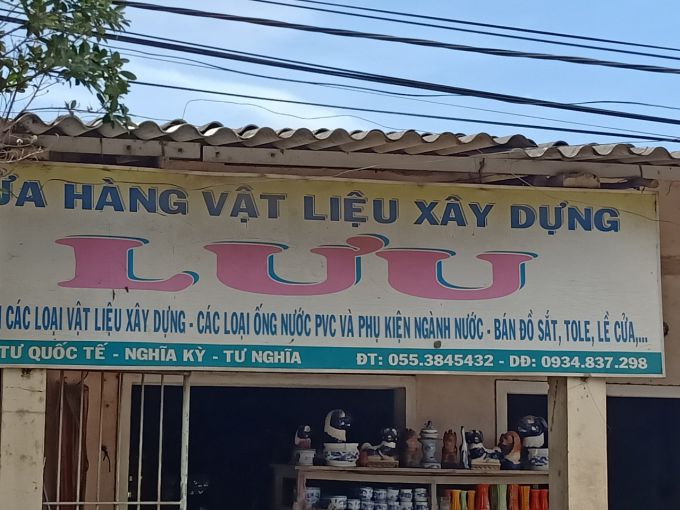 ỬA HÀNG VẬT LIỆU XÂY DỰNG
LƯU
CÁC LOẠI VẬT LIỆU XÂY DỰNG - CÁC LOẠI ỐNG NƯỚC PVC VÀ PHỤ KIỆN NGÀNH NƯỚC - BÁN ĐỒ SẮT, TOLE, LỀ CỬA,...
TƯ QUỐC TẾ - NGHĨA KỲ - TƯ NGHĨA ĐT: 055.3845432 - DĐ: 0934.837.298